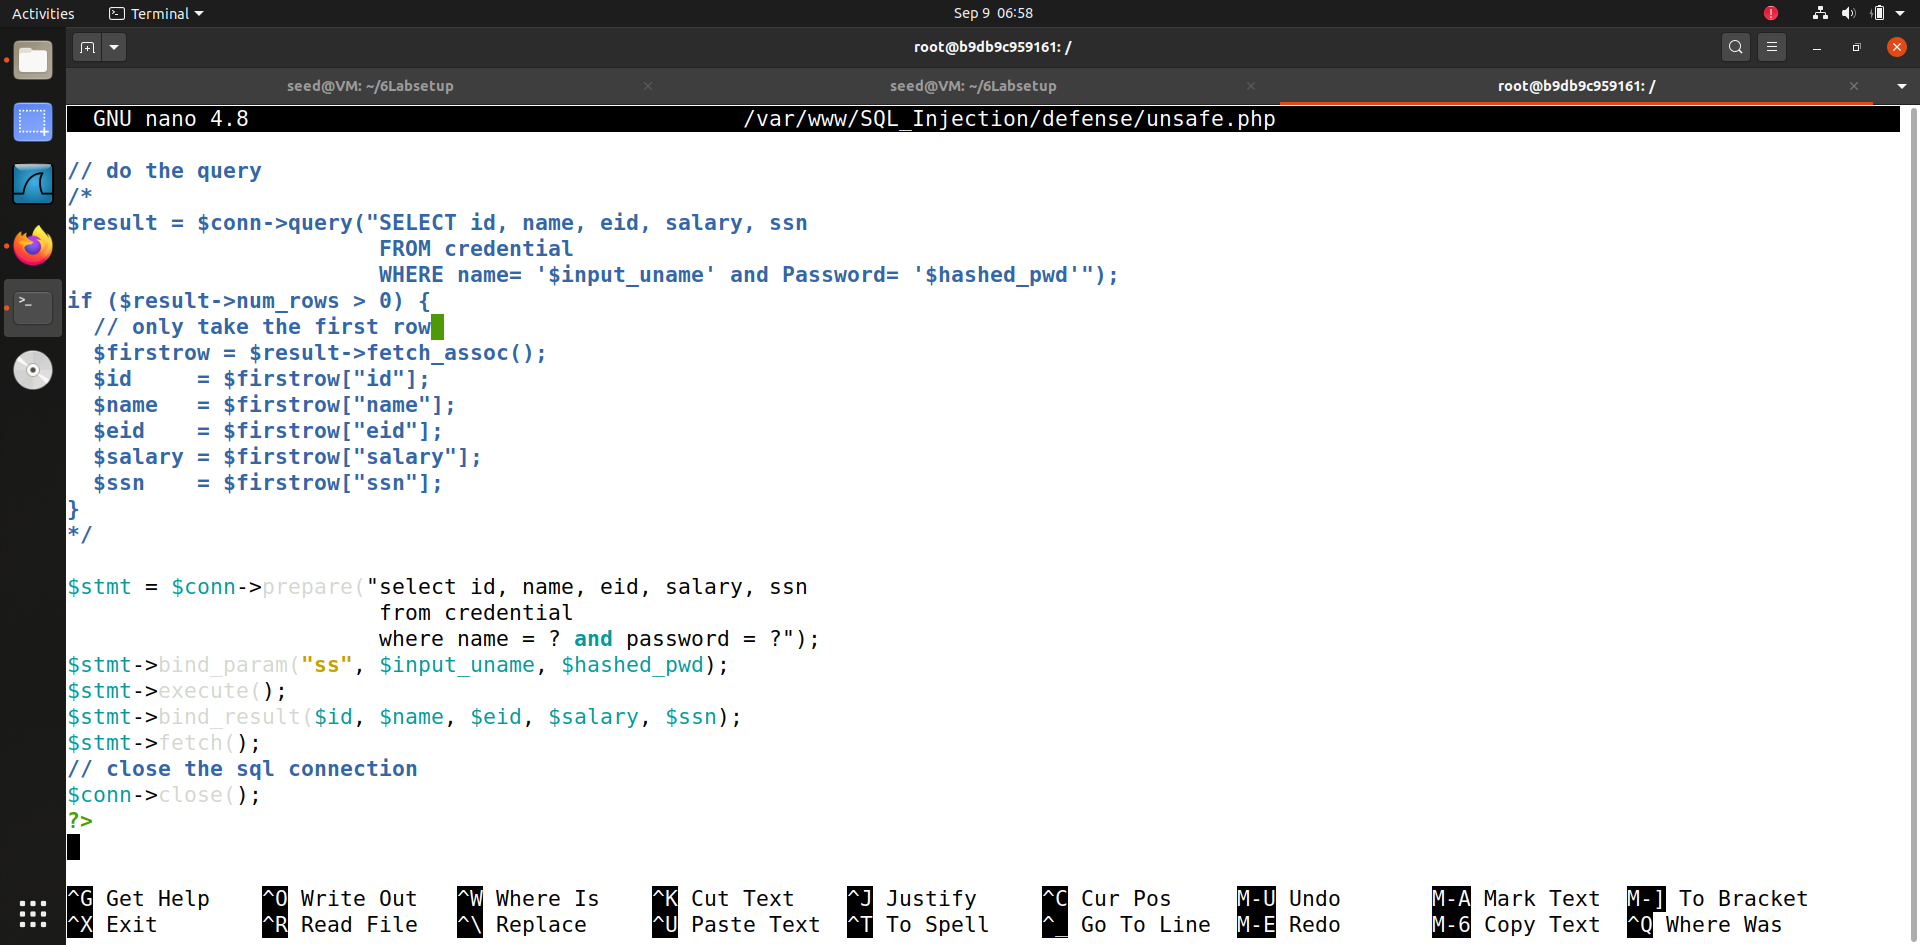 Activities
Terminal
Sep 9 06:58
root@b9db9c959161: /
seed@VM: ~/6Labsetup
seed@VM: ~/6Labsetup
root@b9db9c959161: /
GNU nano 4.8 /var/www/SQL_Injection/defense/unsafe.php
// do the query
/*
$result = $conn->query("SELECT id, name, eid, salary, ssn
FROM credential
WHERE name= '$input_uname' and Password= '$hashed_pwd'");
if ($result->num_rows > 0) {
// only take the first row
$firstrow = $result->fetch_assoc();
$id = $firstrow["id"];
$name = $firstrow["name"];
$eid = $firstrow["eid"];
$salary = $firstrow["salary"];
$ssn = $firstrow["ssn"];
}
*/
$stmt = $conn->prepare("select id, name, eid, salary, ssn
from credential
where name = ? and password = ?");
$stmt->bind_param("ss", $input_uname, $hashed_pwd);
$stmt->execute();
$stmt->bind_result($id, $name, $eid, $salary, $ssn);
$stmt->fetch();
// close the sql connection
$conn->close();
?>
^G Get Help ^O Write Out ^W Where Is ^K Cut Text ^J Justify ^C Cur Pos M-U Undo M-A Mark Text M-] To Bracket
^X Exit ^R Read File ^\ Replace ^U Paste Text ^T To Spell ^_ Go To Line M-E Redo M-6 Copy Text ^Q Where Was